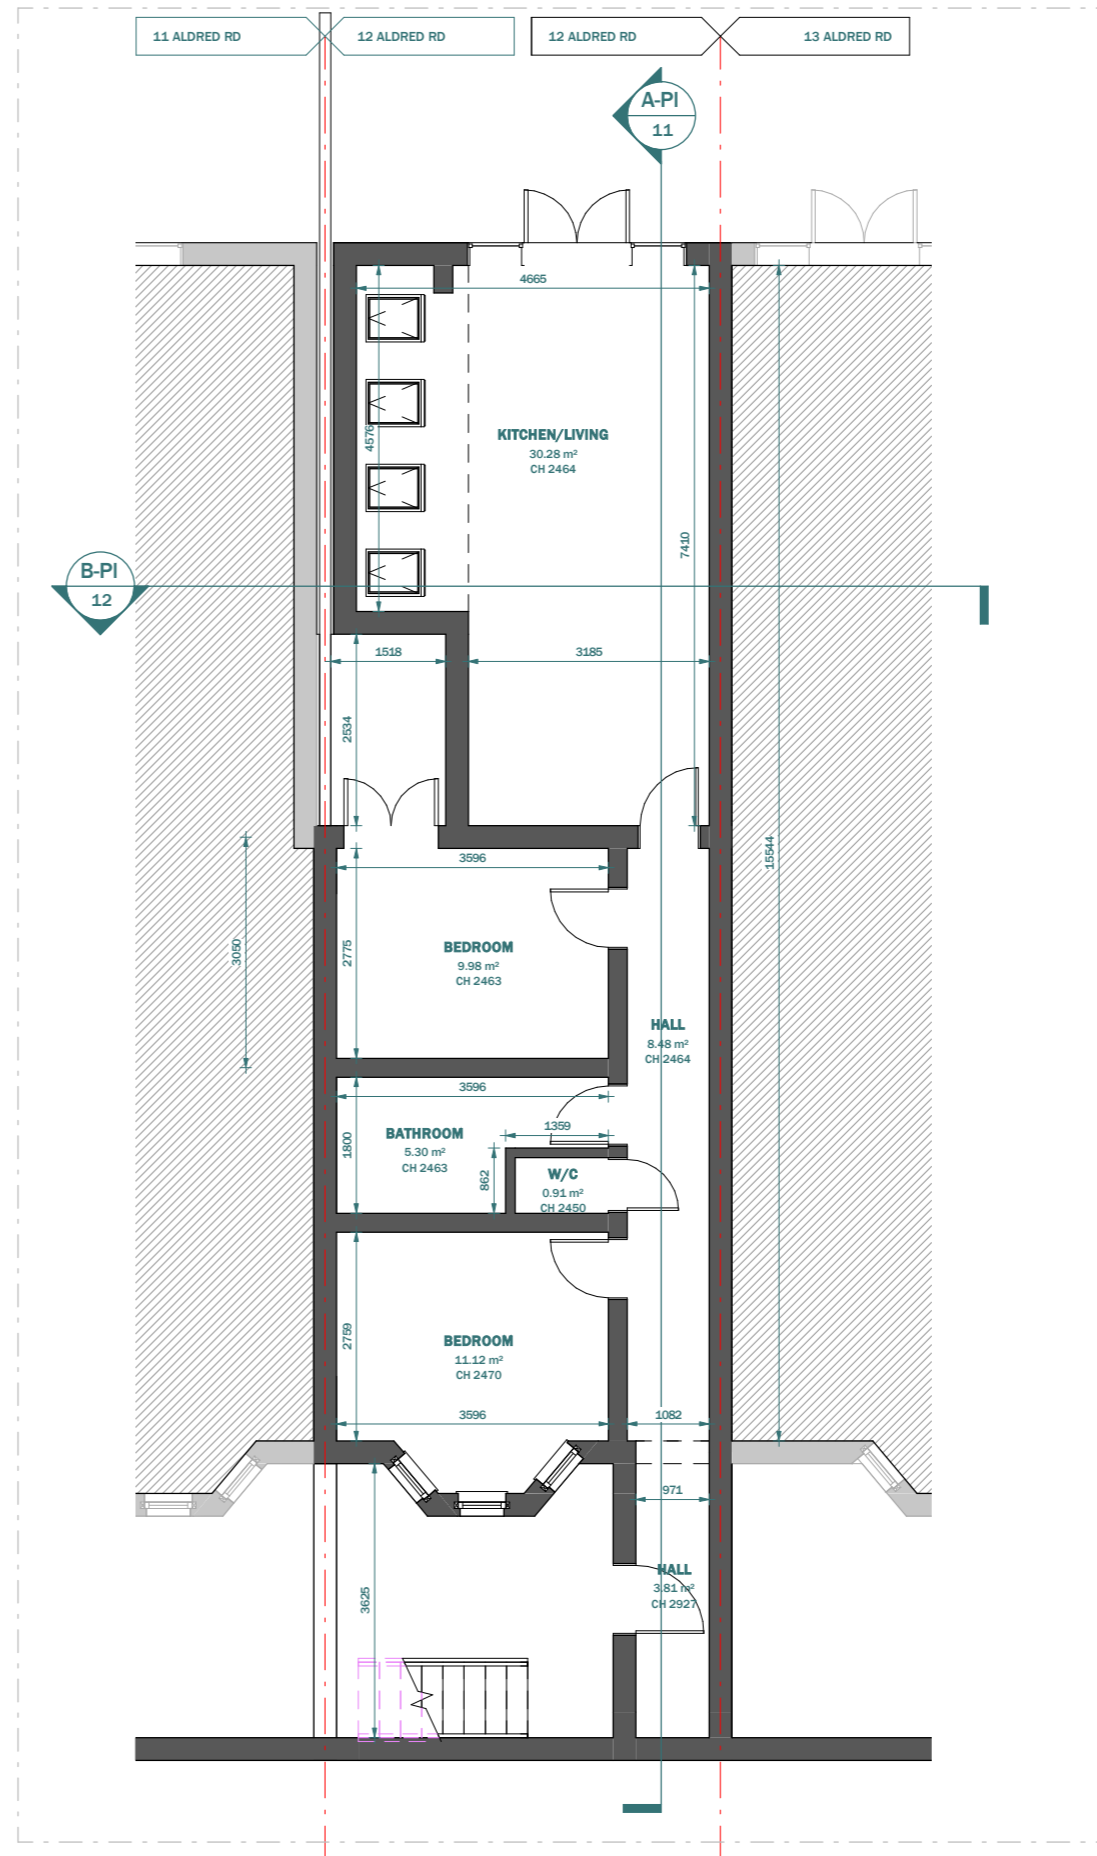 11 ALDRED RD
12 ALDRED RD
12 ALDRED RD
13 ALDRED RD
A-PI
11
4665
4576
KITCHEN/LIVING
30.28 m²
CH 2464
7410
B-PI
12
1518
3185
2534
15544
3596
3050
2775
BEDROOM
9.98 m²
CH 2463
HALL
8.48 m²
CH 2464
3596
1359
BATHROOM
5.30 m²
CH 2463
1800
862
W/C
0.91 m²
CH 2450
2759
BEDROOM
11.12 m²
CH 2470
3596
1082
971
HALL
3.81 m²
CH 2927
3625